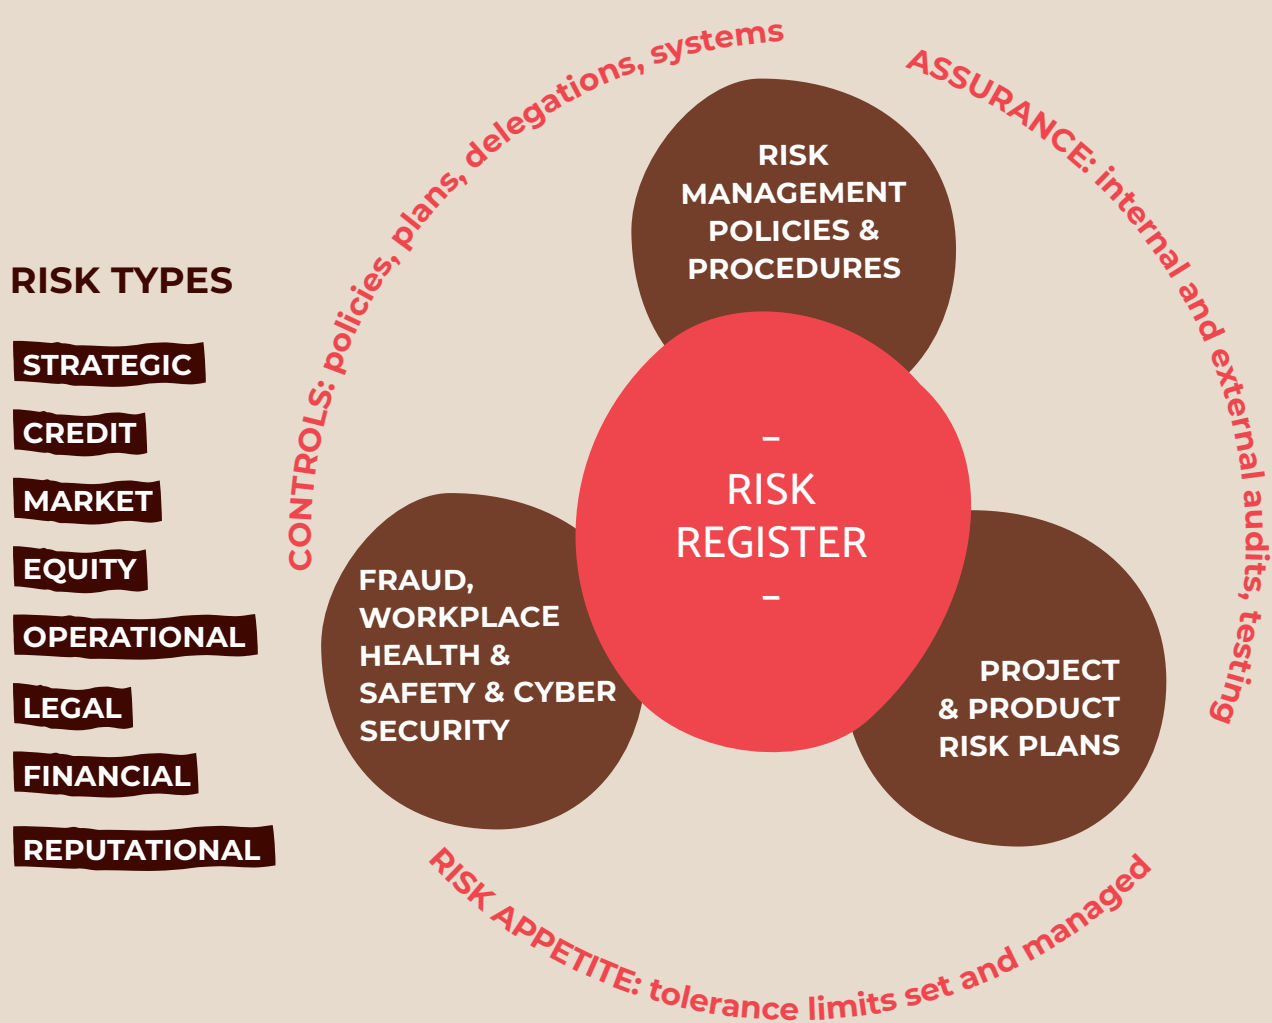 RISK TYPES
STRATEGIC
CREDIT
MARKET
EQUITY
OPERATIONAL
LEGAL
FINANCIAL
REPUTATIONAL
CONTROLS: policies, plans, delegations, systems
ASSURANCE: internal and external audits, testing
RISK
MANAGEMENT
POLICIES &
PROCEDURES
–
RISK
REGISTER
–
FRAUD,
WORKPLACE
HEALTH &
SAFETY & CYBER
SECURITY
PROJECT
& PRODUCT
RISK PLANS
RISK APPETITE: tolerance limits set and managed